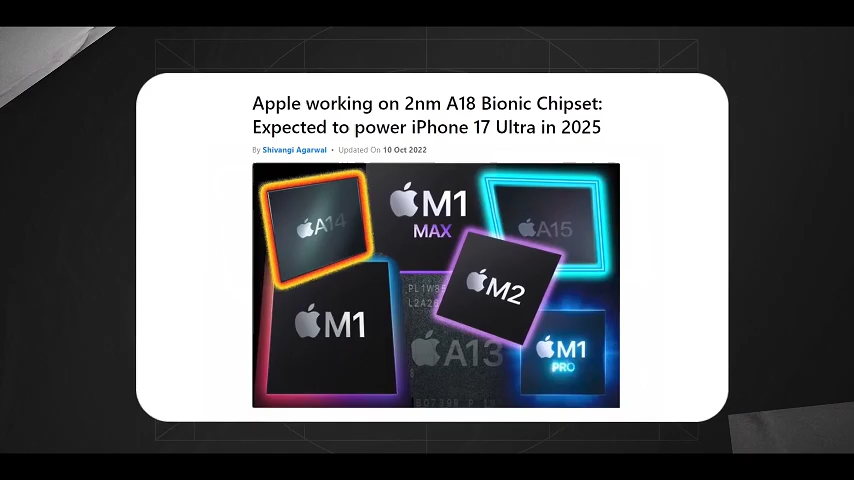 Apple working on 2nm A18 Bionic Chipset:
Expected to power iPhone 17 Ultra in 2025
By Shivangi Agarwal • Updated On 10 Oct 2022
A14
M1
MAX
A15
M2
M1
A13
M1
PRO